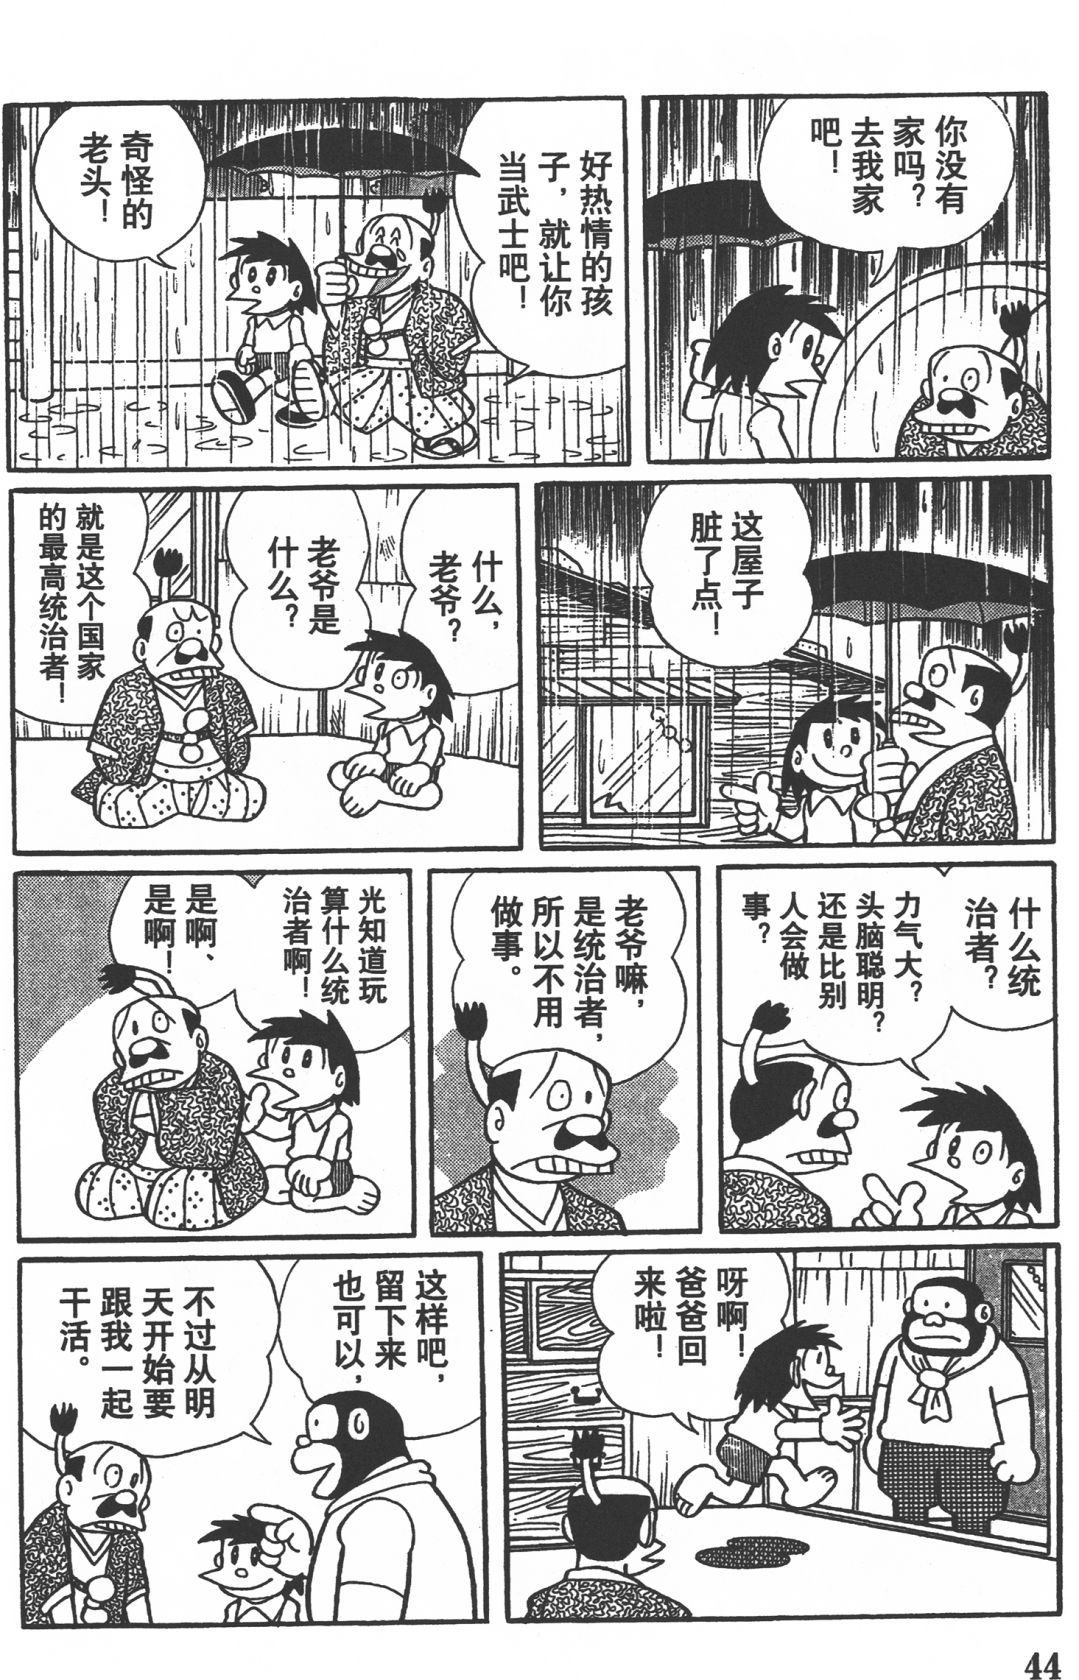 你没有
家吗？
去我家
吧！
好热情的孩
子，就让你
当武士吧！
奇怪的
老头！
这屋子
脏了点！
什么，
老爷？
老爷是
什么？
就是这个国家
的最高统治者！
什么统
治者？
力气大？
头脑聪明？
还是比别
人会做
事？
老爷嘛，
是统治者，
所以不用
做事。
光知道玩
算什么统
治者啊！
是啊、
是啊！
呀啊！
爸爸回
来啦！
这样吧，
留下来
也可以，
不过从明
天开始要
跟我一起
干活。
44